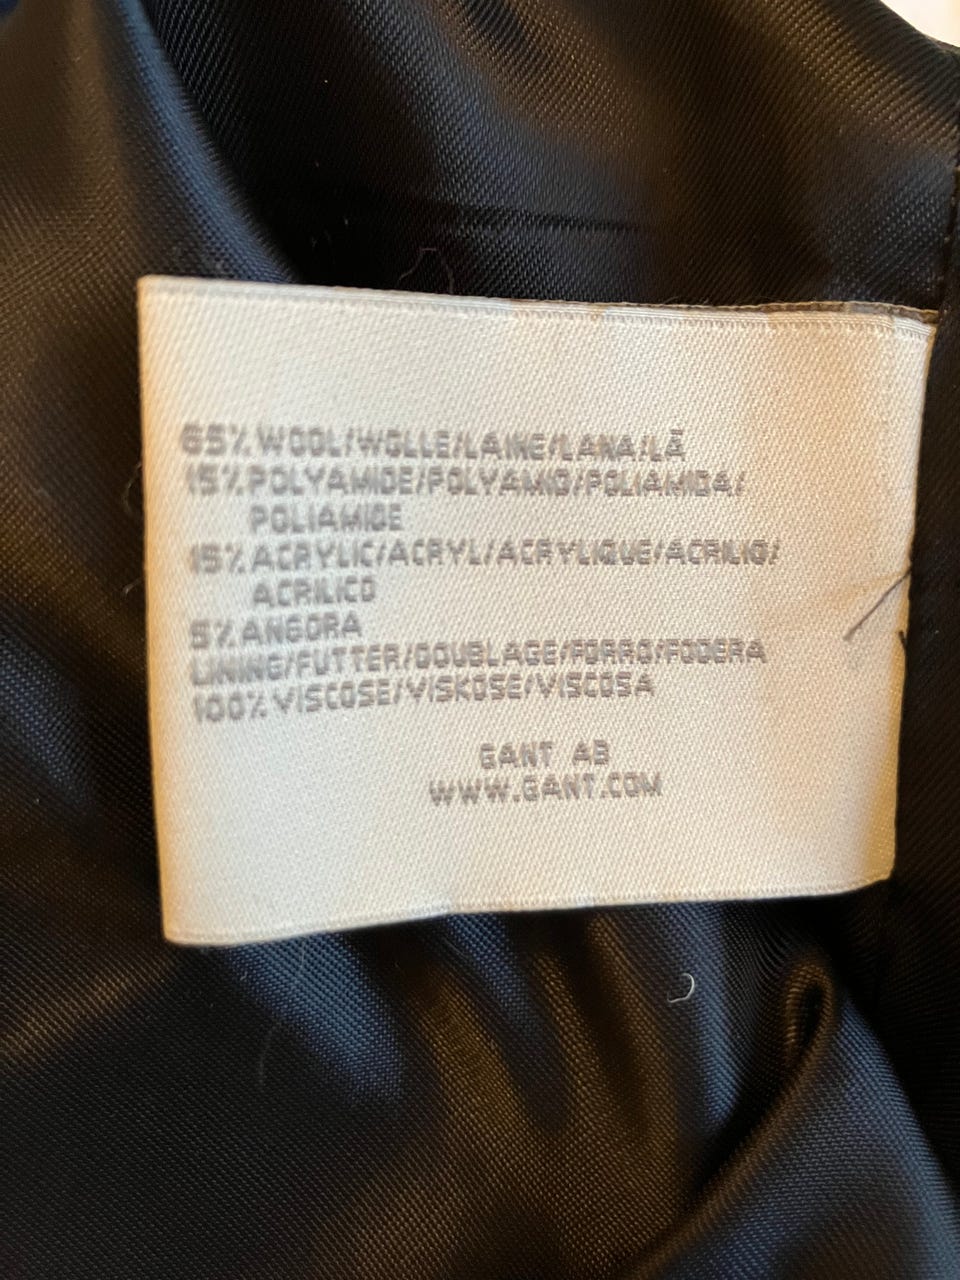 65% WOOL/WOLLE/LAINE/LANA/LÃ
15% POLYAMIDE/POLYAMID/POLIAMIDA/
POLIAMIDE
15% ACRYLIC/ACRYL/ACRYLIQUE/ACRILIO/
ACRILICO
5% ANGORA
LINING/FUTTER/DOUBLAGE/FORRO/FODERA
100% VISCOSE/VISKOSE/VISCOSA
GANT AB
WWW.GANT.COM